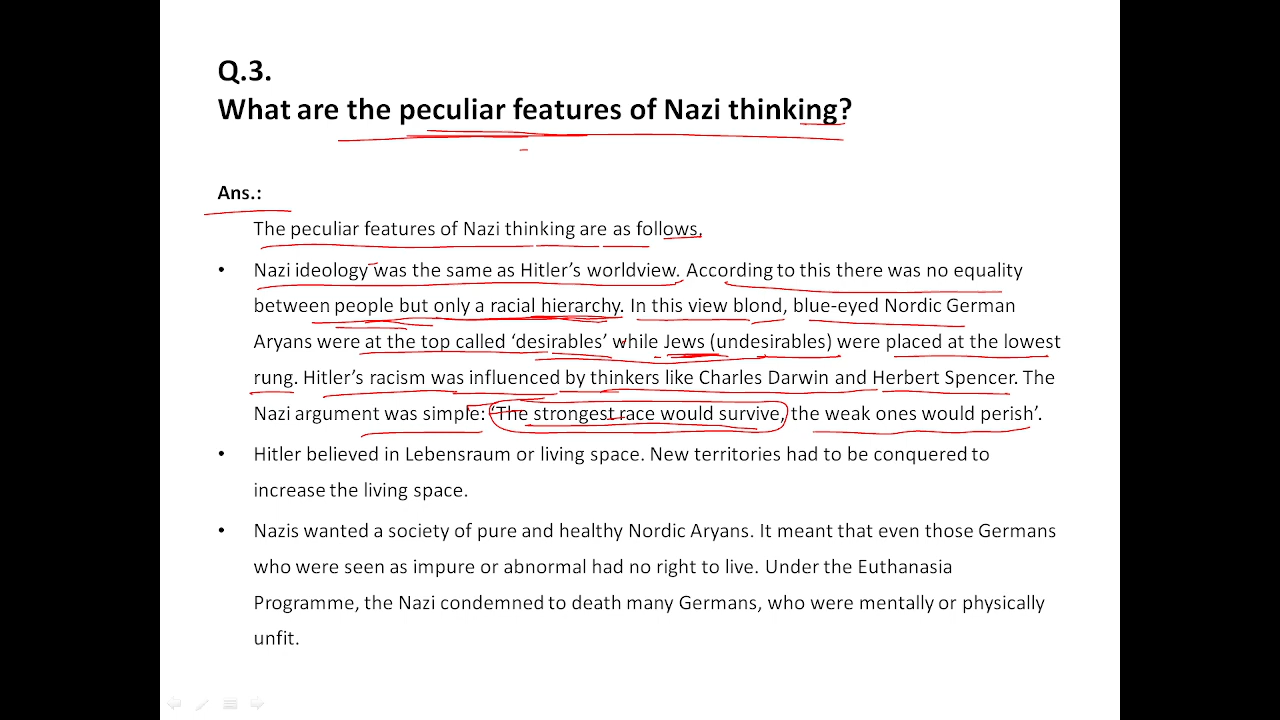 Q.3.
What are the peculiar features of Nazi thinking?
Ans.:
The peculiar features of Nazi thinking are as follows,
• Nazi ideology was the same as Hitler's worldview. According to this there was no equality
between people but only a racial hierarchy. In this view blond, blue-eyed Nordic German
Aryans were at the top called 'desirables' while Jews (undesirables) were placed at the lowest
rung. Hitler's racism was influenced by thinkers like Charles Darwin and Herbert Spencer. The
Nazi argument was simple: 'The strongest race would survive, the weak ones would perish'.
• Hitler believed in Lebensraum or living space. New territories had to be conquered to
increase the living space.
• Nazis wanted a society of pure and healthy Nordic Aryans. It meant that even those Germans
who were seen as impure or abnormal had no right to live. Under the Euthanasia
Programme, the Nazi condemned to death many Germans, who were mentally or physically
unfit.